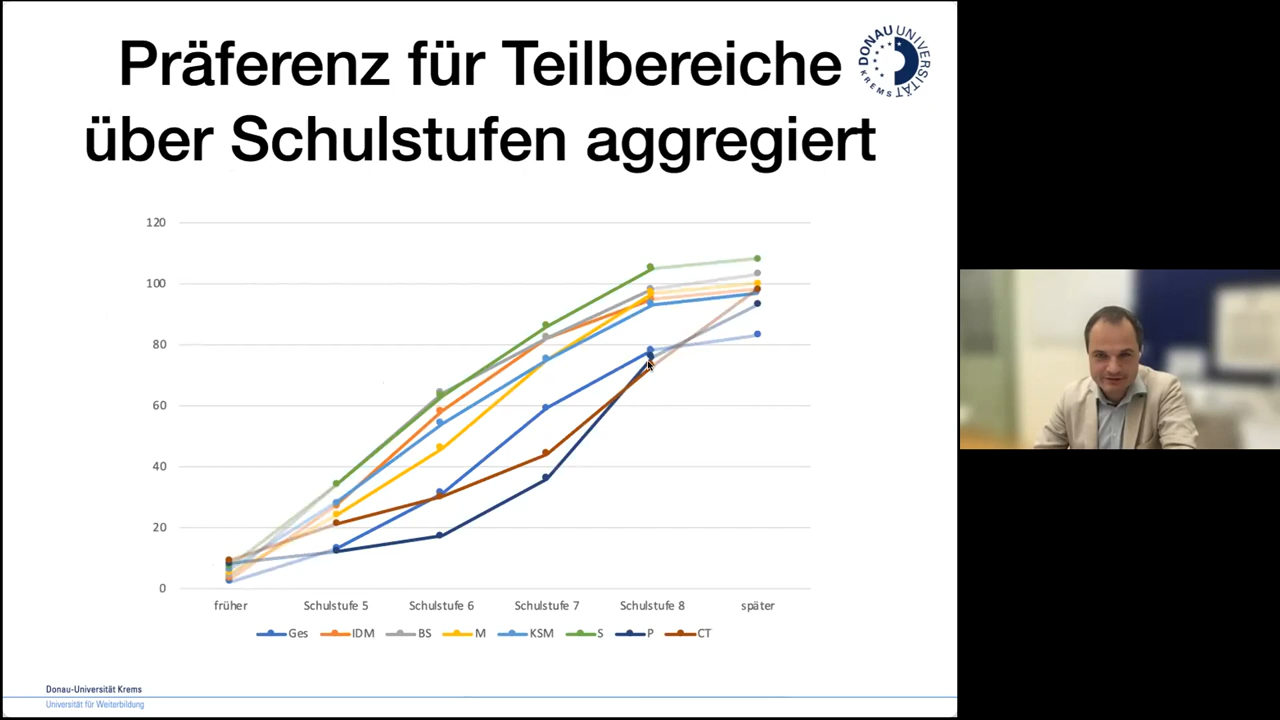 Präferenz für Teilbereiche
über Schulstufen aggregiert
DONAU UNIVERSITÄT
KREMS
120
100
80
60
40
20
0
früher Schulstufe 5 Schulstufe 6 Schulstufe 7 Schulstufe 8 später
Ges IDM BS M KSM S P CT
Donau-Universität Krems
Universität für Weiterbildung